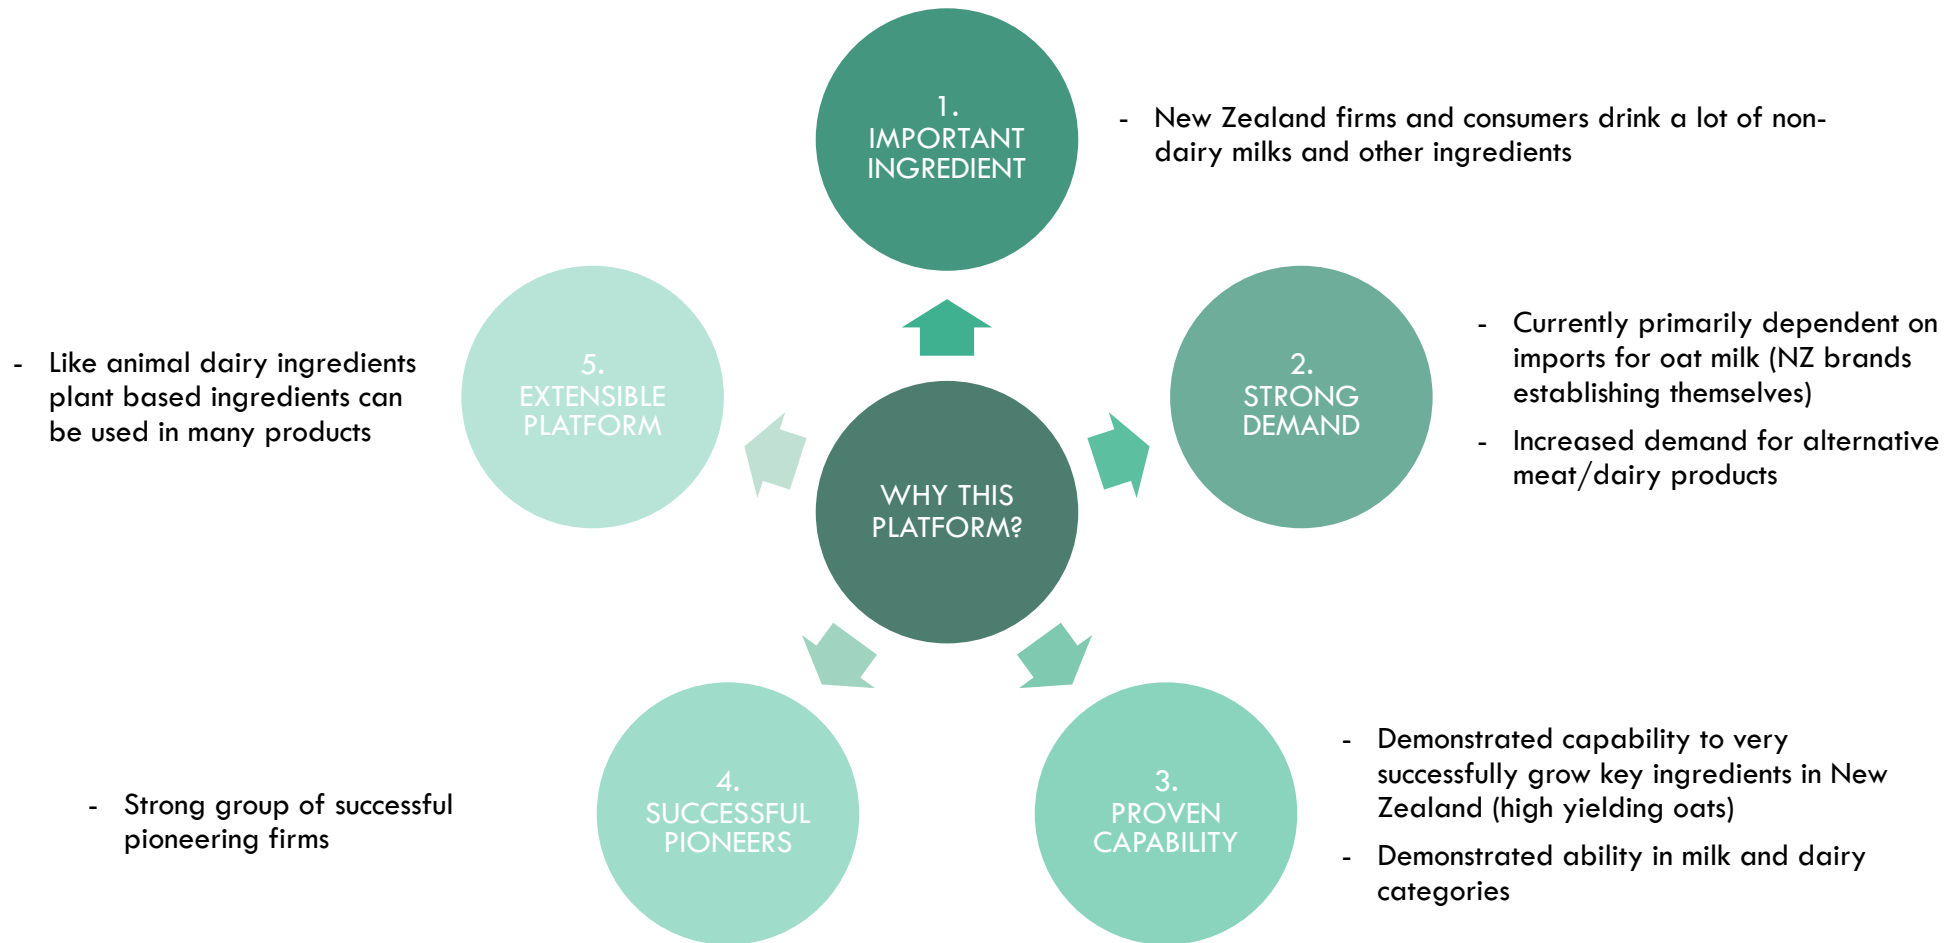 1.
IMPORTANT
INGREDIENT
- New Zealand firms and consumers drink a lot of non-
dairy milks and other ingredients
2.
STRONG
DEMAND
- Currently primarily dependent on
imports for oat milk (NZ brands
establishing themselves)
- Increased demand for alternative
meat/dairy products
3.
PROVEN
CAPABILITY
- Demonstrated capability to very
successfully grow key ingredients in New
Zealand (high yielding oats)
- Demonstrated ability in milk and dairy
categories
4.
SUCCESSFUL
PIONEERS
- Strong group of successful
pioneering firms
5.
EXTENSIBLE
PLATFORM
- Like animal dairy ingredients
plant based ingredients can
be used in many products
WHY THIS
PLATFORM?